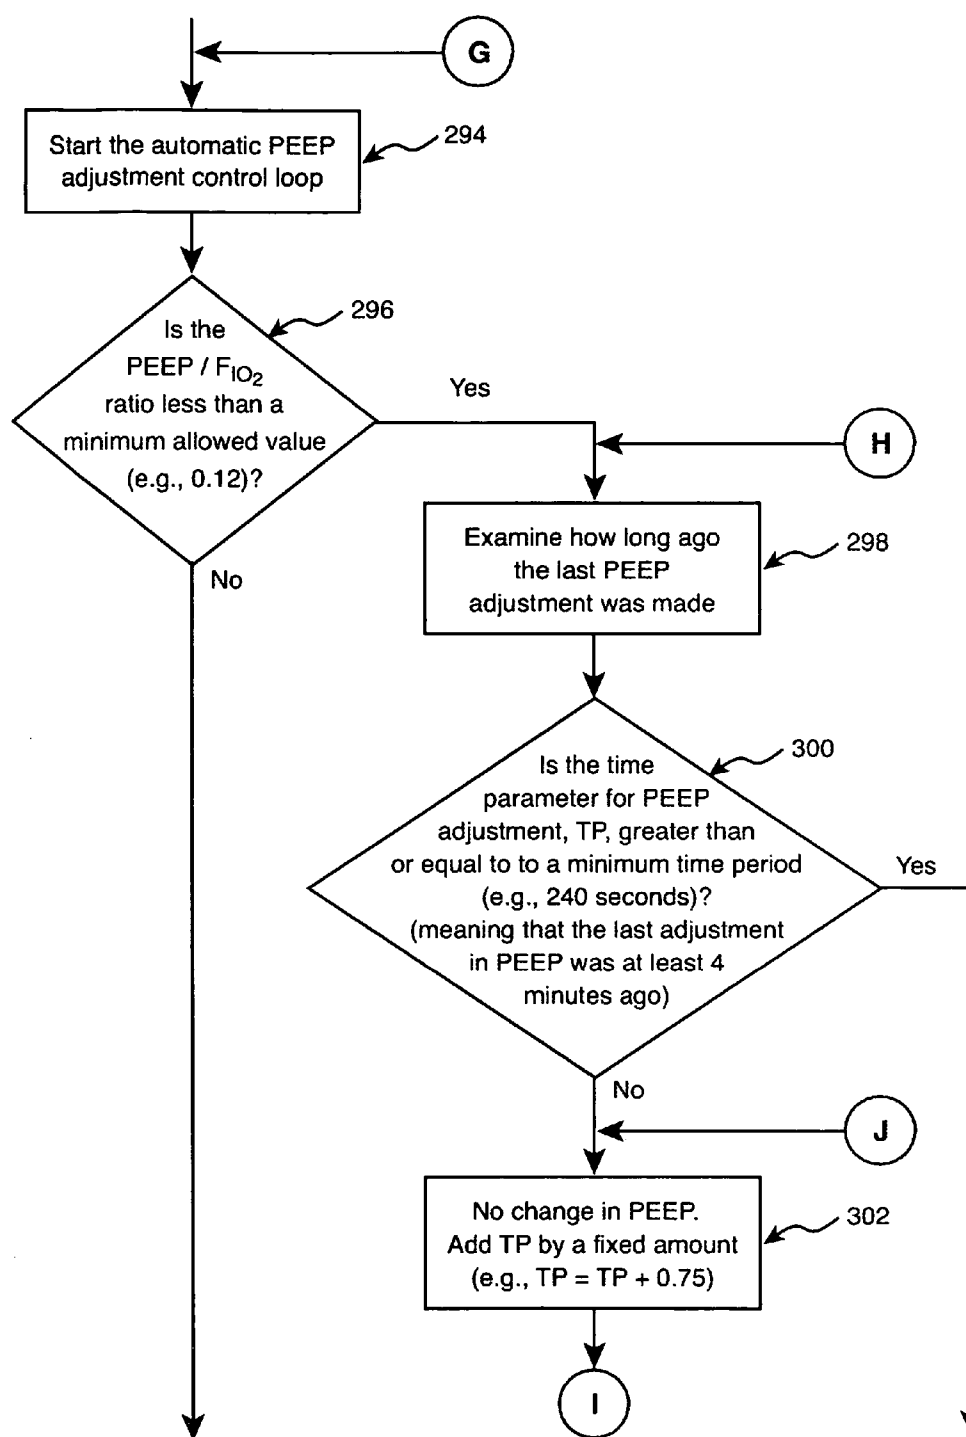 G
Start the automatic PEEP
adjustment control loop
294
296
Is the
PEEP / FIO2
ratio less than a
minimum allowed value
(e.g., 0.12)?
Yes
No
H
Examine how long ago
the last PEEP
adjustment was made
298
300
Is the time
parameter for PEEP
adjustment, TP, greater than
or equal to to a minimum time period
(e.g., 240 seconds)?
(meaning that the last adjustment
in PEEP was at least 4
minutes ago)
Yes
No
J
No change in PEEP.
Add TP by a fixed amount
(e.g., TP = TP + 0.75)
302
I